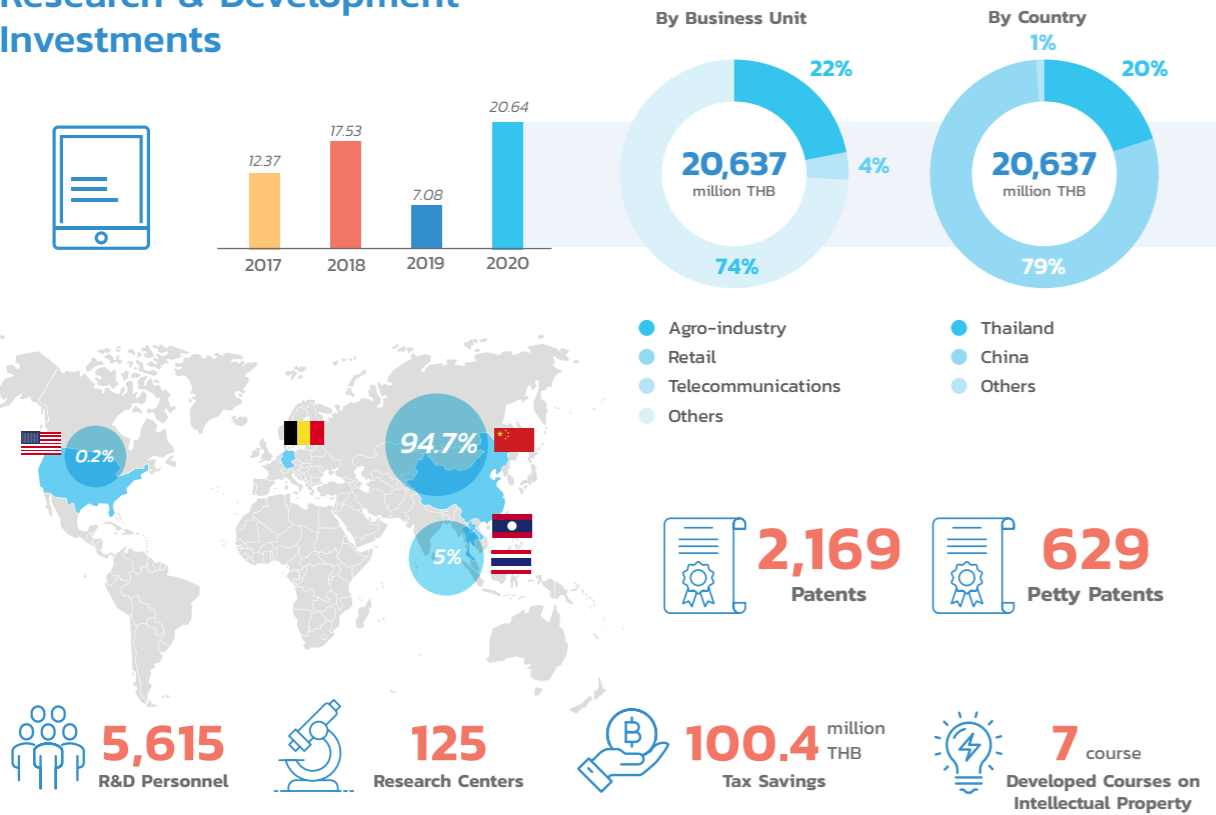 Research & Development
Investments
12.37
17.53
7.08
20.64
2017
2018
2019
2020
By Business Unit
22%
4%
74%
20,637
million THB
Agro-industry
Retail
Telecommunications
Others
By Country
1%
20%
79%
20,637
million THB
Thailand
China
Others
0.2%
94.7%
5%
2,169
Patents
629
Petty Patents
5,615
R&D Personnel
125
Research Centers
100.4 million
THB
Tax Savings
7 course
Developed Courses on
Intellectual Property